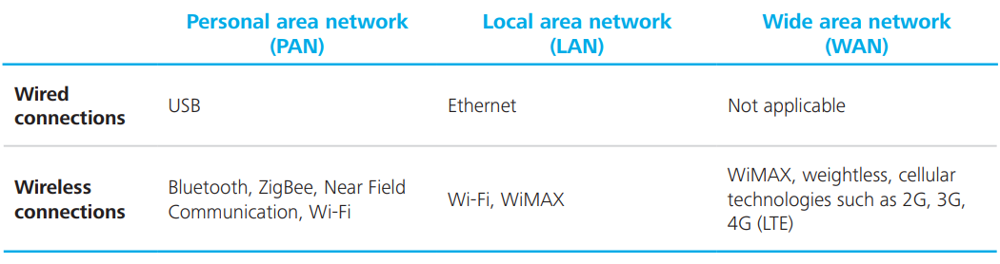 Personal area network
(PAN)
Local area network
(LAN)
Wide area network
(WAN)
Wired
connections
USB
Ethernet
Not applicable
Wireless
connections
Bluetooth, ZigBee, Near Field
Communication, Wi-Fi
Wi-Fi, WiMAX
WiMAX, weightless, cellular
technologies such as 2G, 3G,
4G (LTE)